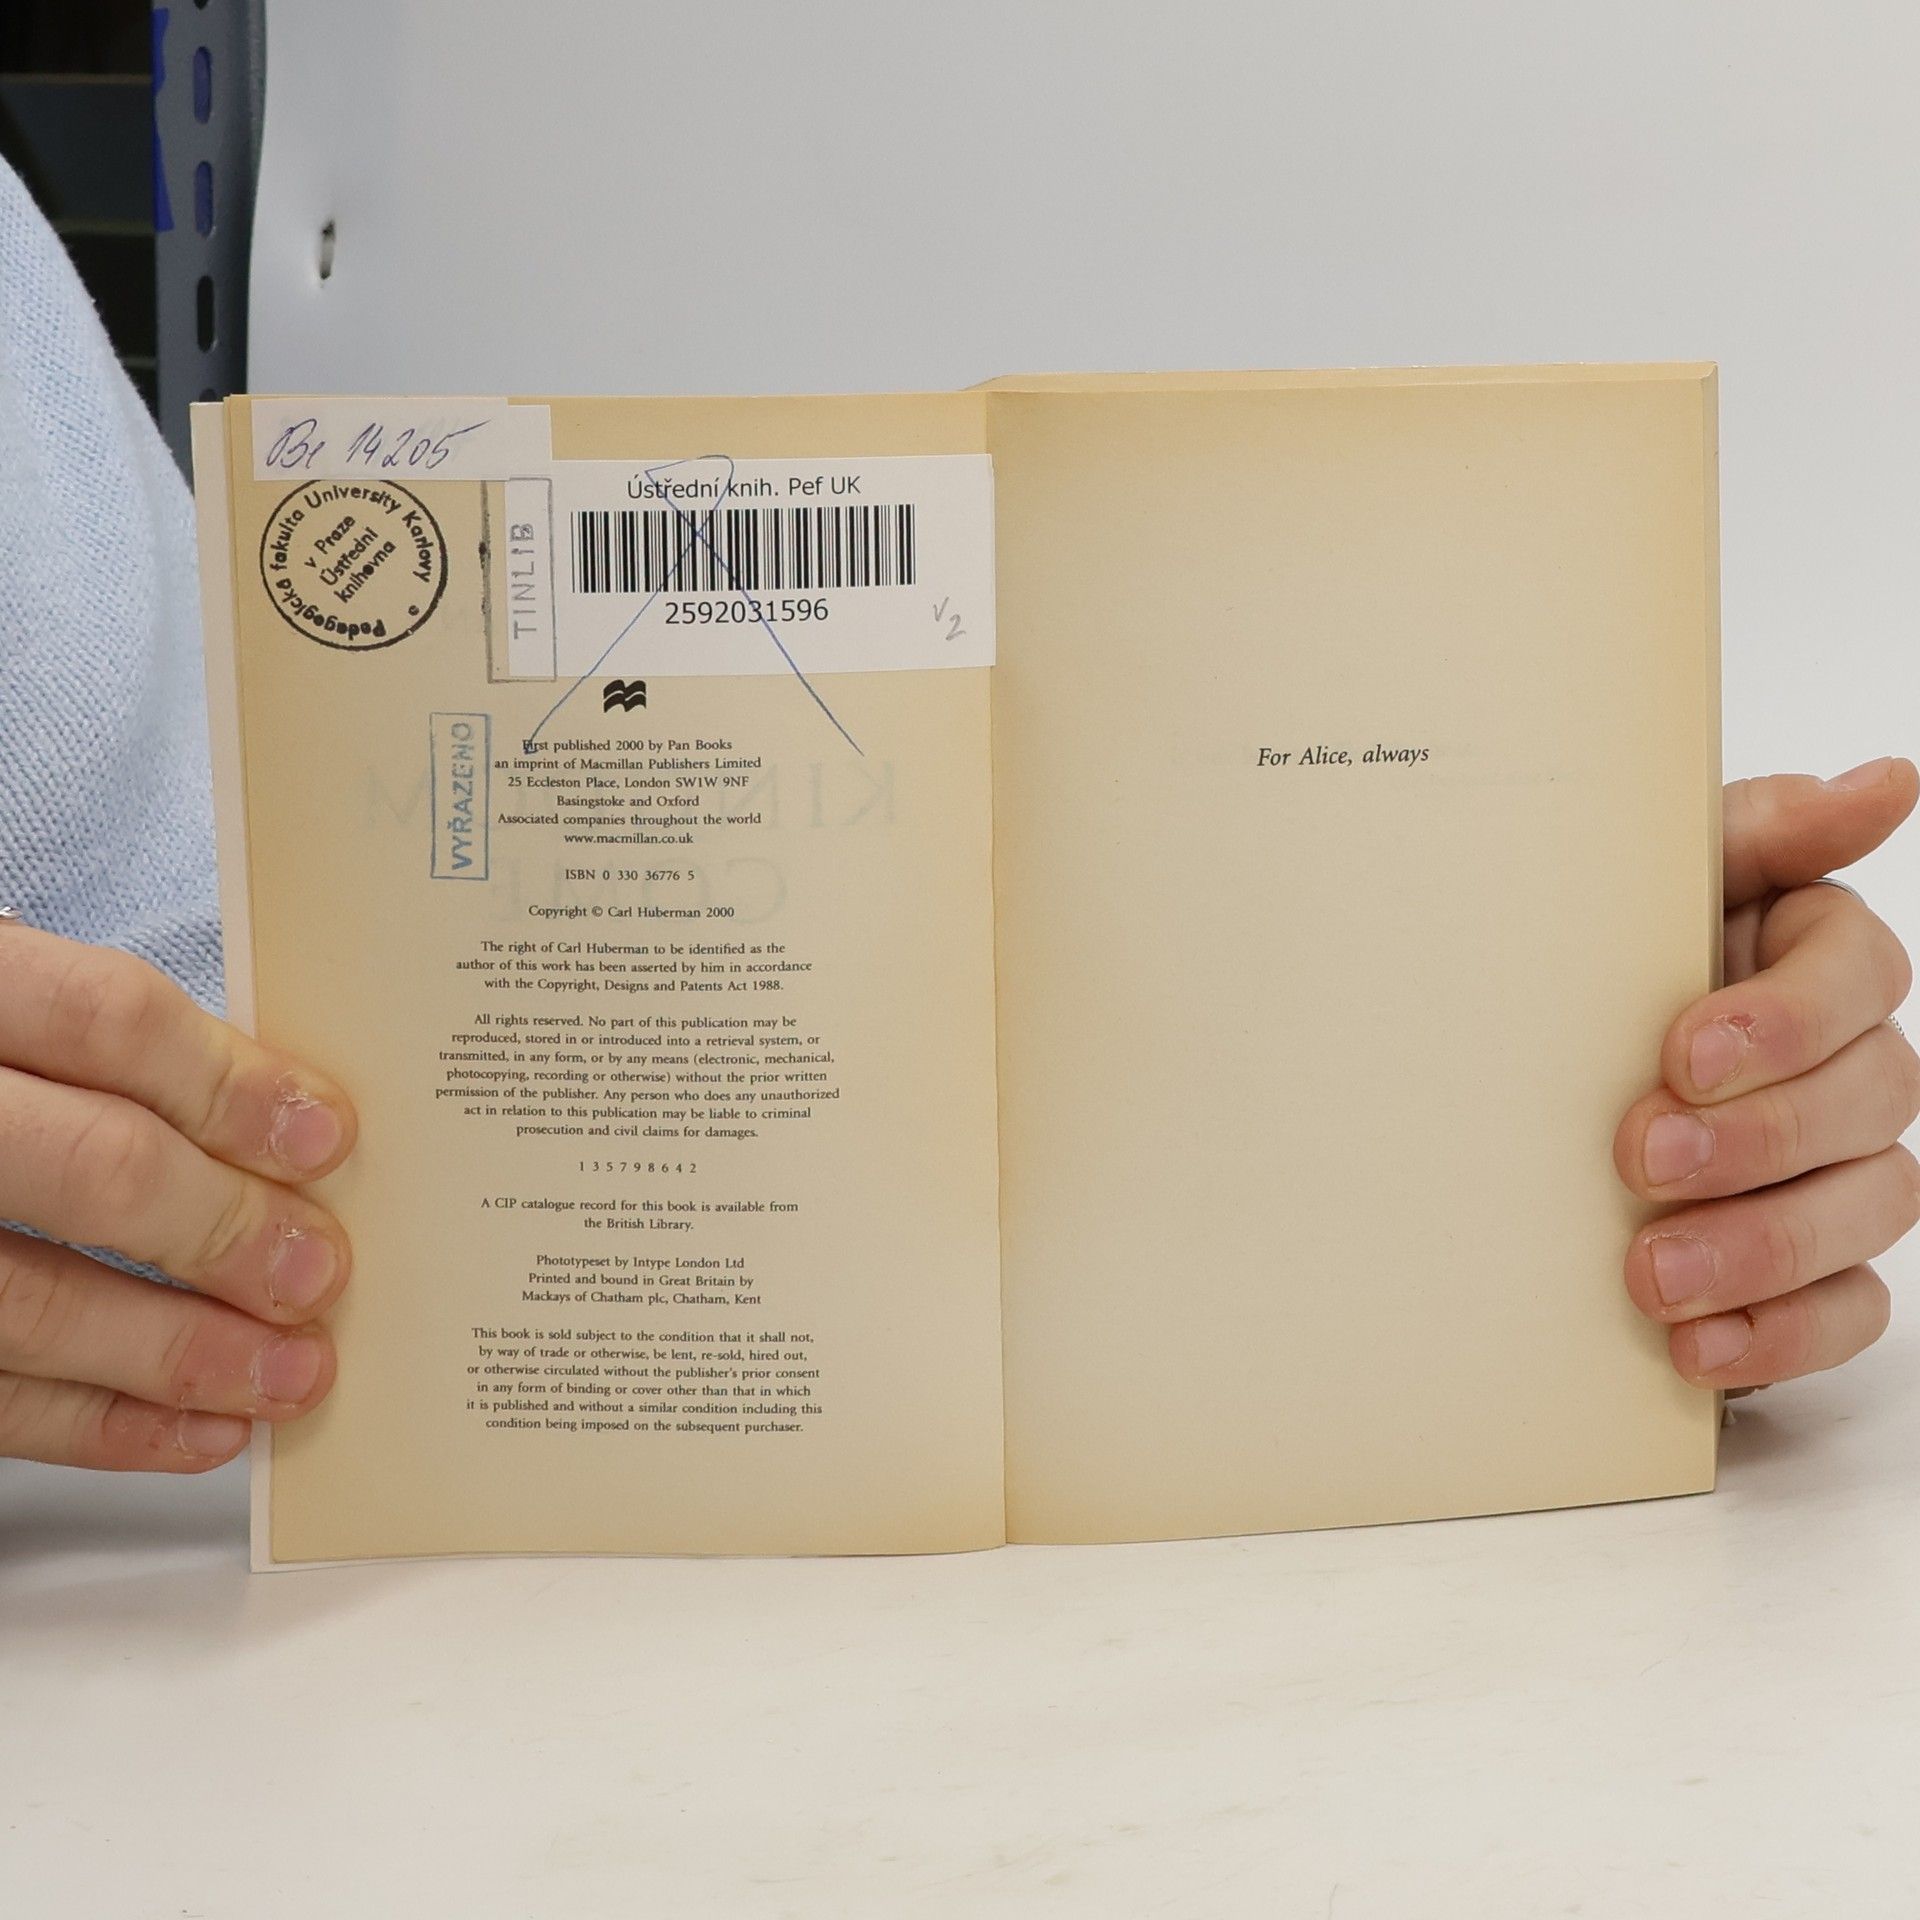 Be 14205
Pedagogická fakulta University Karlovy
v Praze
Ústřední
knihovna
TINLIB
Ústřední knih. Pef UK
2592031596
V2
VYŘAZENO
First published 2000 by Pan Books
an imprint of Macmillan Publishers Limited
25 Eccleston Place, London SW1W 9NF
Basingstoke and Oxford
Associated companies throughout the world
www.macmillan.co.uk
ISBN 0 330 36776 5
Copyright © Carl Huberman 2000
The right of Carl Huberman to be identified as the
author of this work has been asserted by him in accordance
with the Copyright, Designs and Patents Act 1988.
All rights reserved. No part of this publication may be
reproduced, stored in or introduced into a retrieval system, or
transmitted, in any form, or by any means (electronic, mechanical,
photocopying, recording or otherwise) without the prior written
permission of the publisher. Any person who does any unauthorized
act in relation to this publication may be liable to criminal
prosecution and civil claims for damages.
1 3 5 7 9 8 6 4 2
A CIP catalogue record for this book is available from
the British Library.
Phototypeset by Intype London Ltd
Printed and bound in Great Britain by
Mackays of Chatham plc, Chatham, Kent
This book is sold subject to the condition that it shall not,
by way of trade or otherwise, be lent, re-sold, hired out,
or otherwise circulated without the publisher's prior consent
in any form of binding or cover other than that in which
it is published and without a similar condition including this
condition being imposed on the subsequent purchaser.
For Alice, always